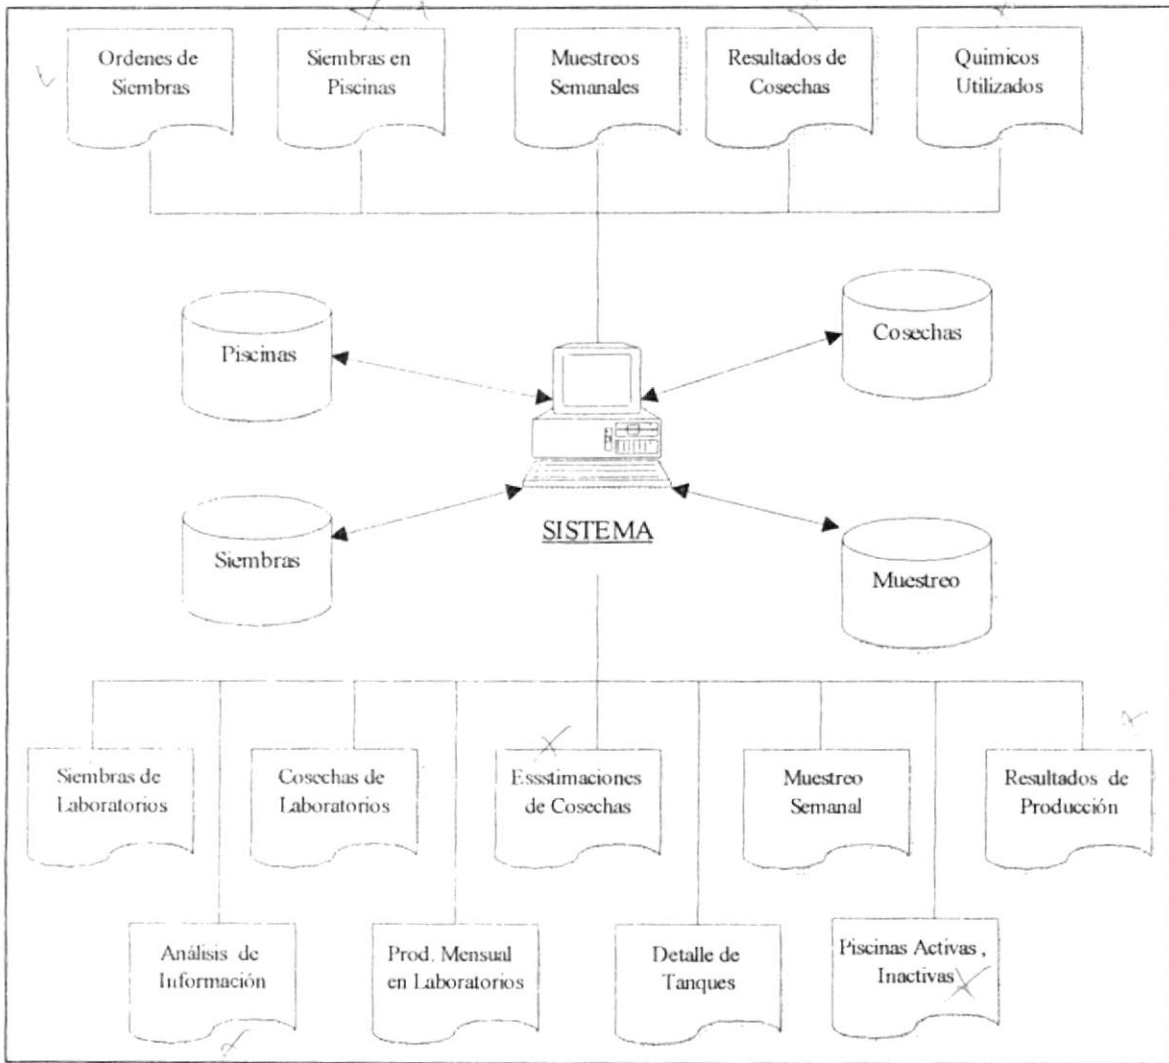 Ordenes de
Siembras
Siembras en
Piscinas
Muestreos
Semanales
Resultados de
Cosechas
Quimicos
Utilizados
Piscinas
Cosechas
SISTEMA
Siembras
Muestreo
Siembras de
Laboratorios
Cosechas de
Laboratorios
Essstimaciones
de Cosechas
Muestreo
Semanal
Resultados de
Producción
Análisis de
Información
Prod. Mensual
en Laboratorios
Detalle de
Tanques
Piscinas Activas ,
Inactivas